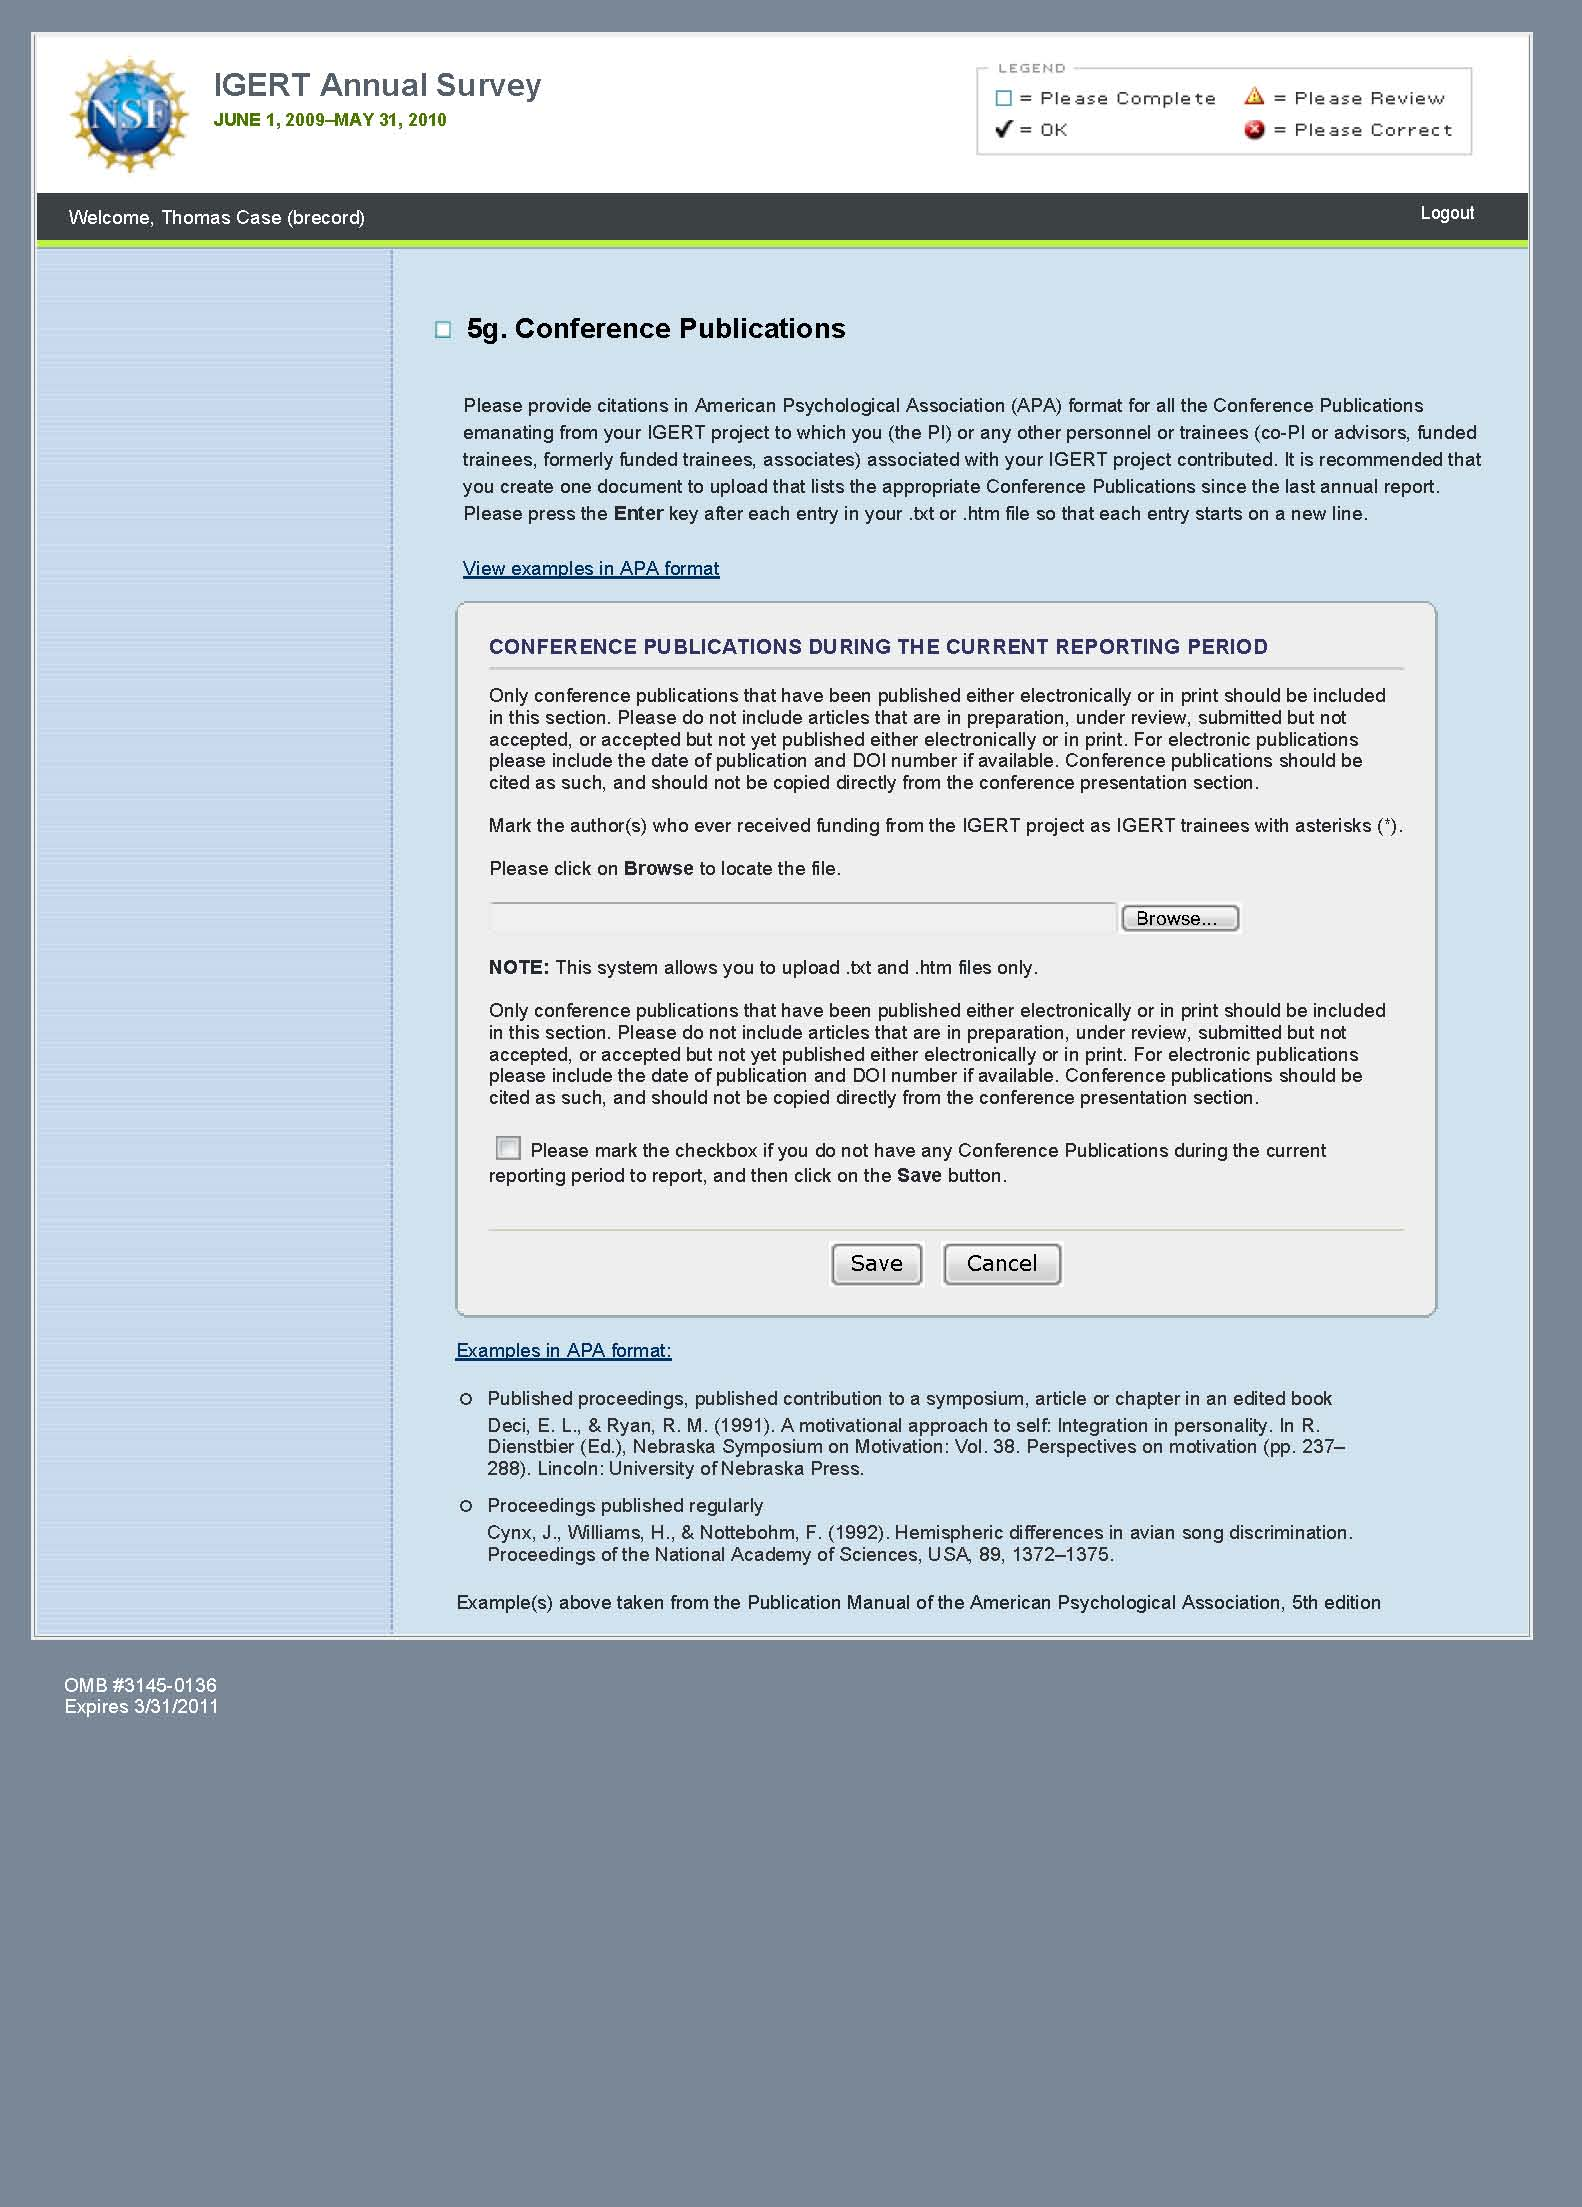 NSF
IGERT Annual Survey
JUNE 1, 2009–MAY 31, 2010
LEGEND
= Please Complete
= Please Review
= OK
= Please Correct
Welcome, Thomas Case (brecord)
Logout
5g. Conference Publications
Please provide citations in American Psychological Association (APA) format for all the Conference Publications
emanating from your IGERT project to which you (the PI) or any other personnel or trainees (co-PI or advisors, funded
trainees, formerly funded trainees, associates) associated with your IGERT project contributed. It is recommended that
you create one document to upload that lists the appropriate Conference Publications since the last annual report.
Please press the Enter key after each entry in your .txt or .htm file so that each entry starts on a new line.
View examples in APA format
CONFERENCE PUBLICATIONS DURING THE CURRENT REPORTING PERIOD
Only conference publications that have been published either electronically or in print should be included
in this section. Please do not include articles that are in preparation, under review, submitted but not
accepted, or accepted but not yet published either electronically or in print. For electronic publications
please include the date of publication and DOI number if available. Conference publications should be
cited as such, and should not be copied directly from the conference presentation section.
Mark the author(s) who ever received funding from the IGERT project as IGERT trainees with asterisks (*).
Please click on Browse to locate the file.
Browse...
NOTE: This system allows you to upload .txt and .htm files only.
Only conference publications that have been published either electronically or in print should be included
in this section. Please do not include articles that are in preparation, under review, submitted but not
accepted, or accepted but not yet published either electronically or in print. For electronic publications
please include the date of publication and DOI number if available. Conference publications should be
cited as such, and should not be copied directly from the conference presentation section.
Please mark the checkbox if you do not have any Conference Publications during the current
reporting period to report, and then click on the Save button.
Save
Cancel
Examples in APA format:
Published proceedings, published contribution to a symposium, article or chapter in an edited book
Deci, E. L., & Ryan, R. M. (1991). A motivational approach to self: Integration in personality. In R.
Dienstbier (Ed.), Nebraska Symposium on Motivation: Vol. 38. Perspectives on motivation (pp. 237–
288). Lincoln: University of Nebraska Press.
Proceedings published regularly
Cynx, J., Williams, H., & Nottebohm, F. (1992). Hemispheric differences in avian song discrimination.
Proceedings of the National Academy of Sciences, USA, 89, 1372–1375.
Example(s) above taken from the Publication Manual of the American Psychological Association, 5th edition
OMB #3145-0136
Expires 3/31/2011